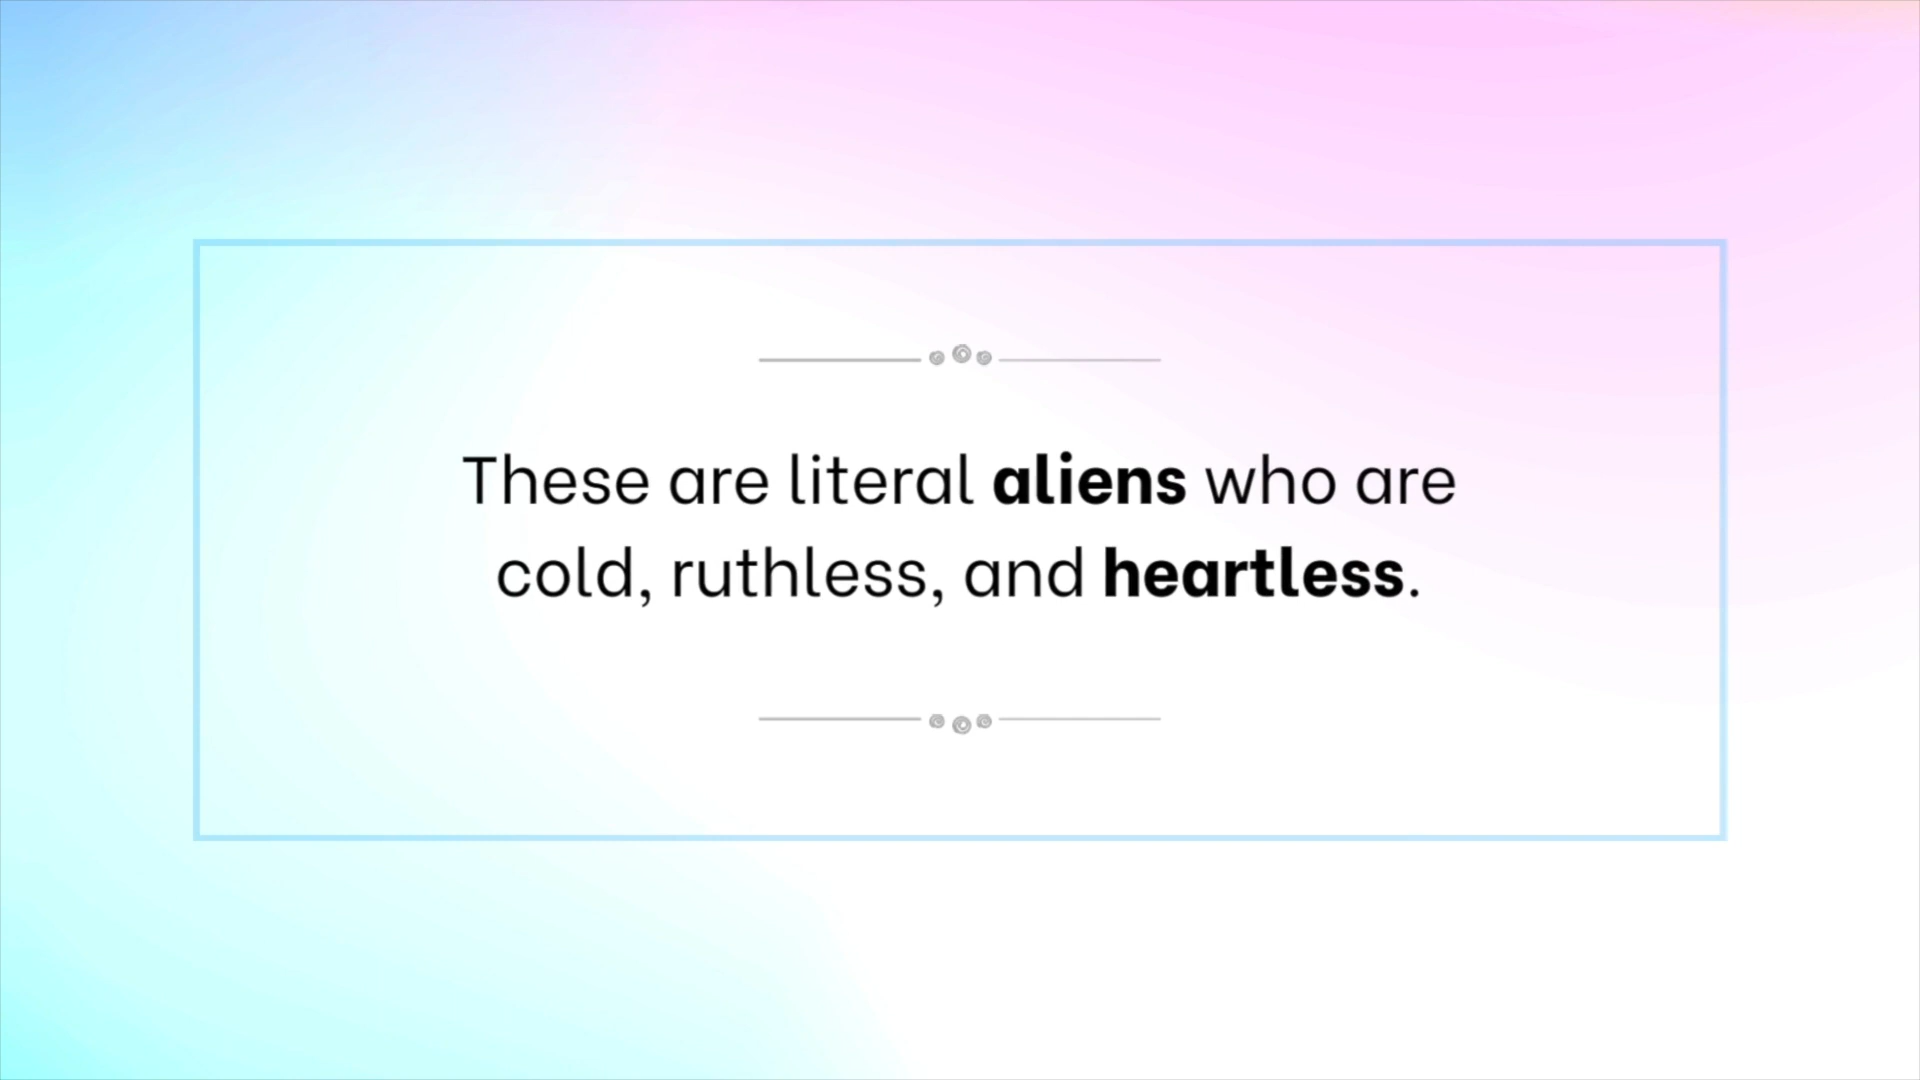 These are literal aliens who are
cold, ruthless, and heartless.